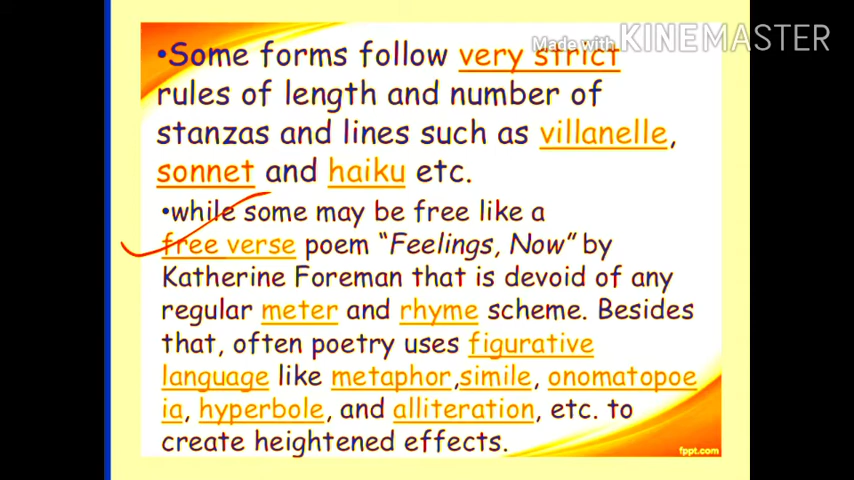 Made with KINEMASTER
•Some forms follow very strict
rules of length and number of
stanzas and lines such as villanelle,
sonnet and haiku etc.
•while some may be free like a
free verse poem “Feelings, Now” by
Katherine Foreman that is devoid of any
regular meter and rhyme scheme. Besides
that, often poetry uses figurative
language like metaphor,simile, onomatopoe
ia, hyperbole, and alliteration, etc. to
create heightened effects.
fppt.com